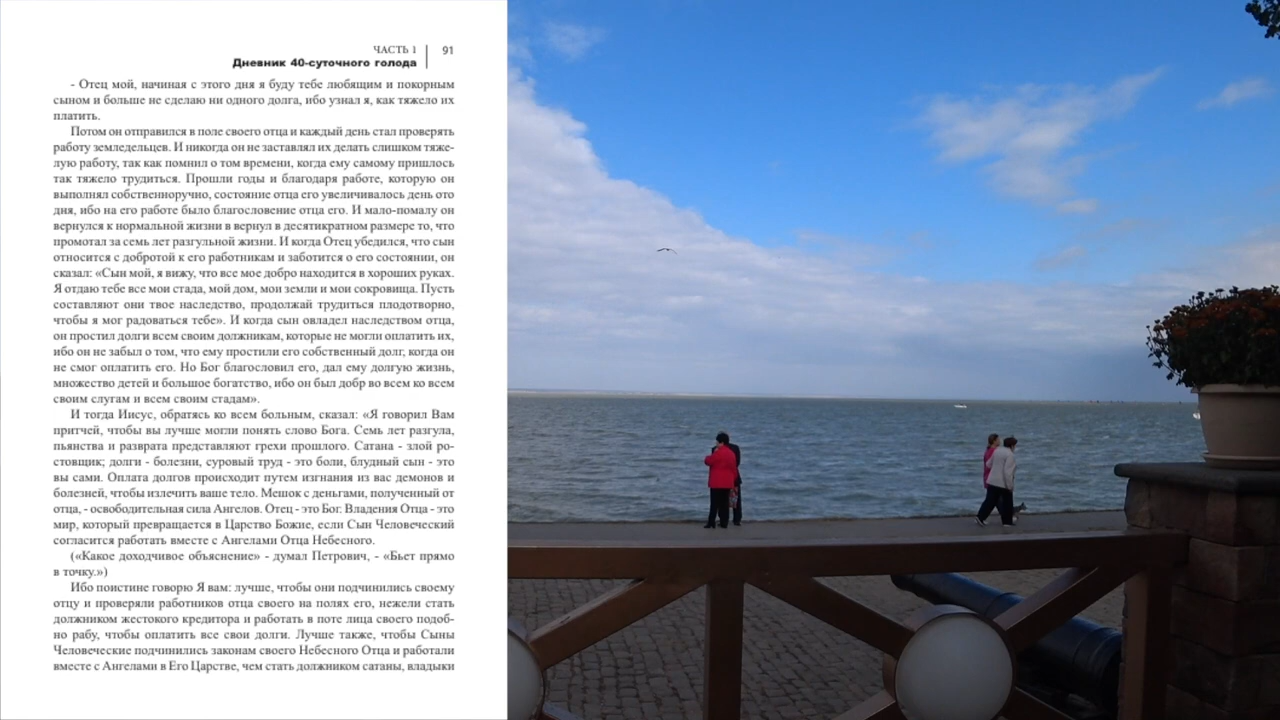 ЧАСТЬ 1
91
Дневник 40-суточного голода
- Отец мой, начиная с этого дня я буду тебе любящим и покорным
сыном и больше не сделаю ни одного долга, ибо узнал я, как тяжело их
платить.
Потом он отправился в поле своего отца и каждый день стал проверять
работу земледельцев. И никогда он не заставлял их делать слишком тяже-
лую работу, так как помнил о том времени, когда ему самому пришлось
так тяжело трудиться. Прошли годы и благодаря работе, которую он
выполнял собственноручно, состояние отца его увеличивалось день ото
дня, ибо на его работе было благословение отца его. И мало-помалу он
вернулся к нормальной жизни в вернул в десятикратном размере то, что
промотал за семь лет разгульной жизни. И когда Отец убедился, что сын
относится с добротой к его работникам и заботится о его состоянии, он
сказал: «Сын мой, я вижу, что все мое добро находится в хороших руках.
Я отдаю тебе все мои стада, мой дом, мои земли и мои сокровища. Пусть
составляют они твое наследство, продолжай трудиться плодотворно,
чтобы я мог радоваться тебе». И когда сын овладел наследством отца,
он простил долги всем своим должникам, которые не могли оплатить их,
ибо он не забыл о том, что ему простили его собственный долг, когда он
не смог оплатить его. Но Бог благословил его, дал ему долгую жизнь,
множество детей и большое богатство, ибо он был добр во всем ко всем
своим слугам и всем своим стадам».
И тогда Иисус, обратясь ко всем больным, сказал: «Я говорил Вам
притчей, чтобы вы лучше могли понять слово Бога. Семь лет разгула,
пьянства и разврата представляют грехи прошлого. Сатана - злой ро-
стовщик; долги - болезни, суровый труд - это боли, блудный сын - это
вы сами. Оплата долгов происходит путем изгнания из вас демонов и
болезней, чтобы излечить ваше тело. Мешок с деньгами, полученный от
отца, - освободительная сила Ангелов. Отец - это Бог. Владения Отца - это
мир, который превращается в Царство Божие, если Сын Человеческий
согласится работать вместе с Ангелами Отца Небесного.
(«Какое доходчивое объяснение» - думал Петрович, - «Бьет прямо
в точку.»)
Ибо поистине говорю Я вам: лучше, чтобы они подчинились своему
отцу и проверяли работников отца своего на полях его, нежели стать
должником жестокого кредитора и работать в поте лица своего подоб-
но рабу, чтобы оплатить все свои долги. Лучше также, чтобы Сыны
Человеческие подчинились законам своего Небесного Отца и работали
вместе с Ангелами в Его Царстве, чем стать должником сатаны, владыки